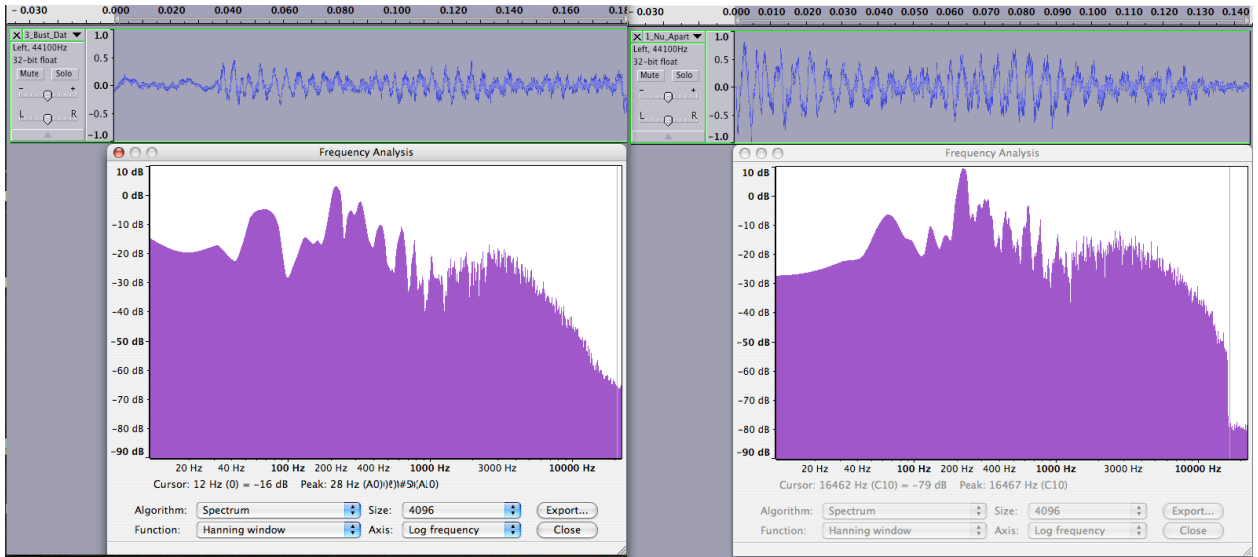 - 0.030 0.000 0.020 0.040 0.060 0.080 0.100 0.120 0.140 0.160 0.18
- 0.030 0.000 0.010 0.020 0.030 0.040 0.050 0.060 0.070 0.080 0.090 0.100 0.110 0.120 0.130 0.140
X 3_Bust_Dat ▼ 1.0
Left, 44100Hz
32-bit float 0.5
Mute Solo
- + 0.0
L R -0.5
-1.0
X 1_Nu_Apart ▼ 1.0
Left, 44100Hz
32-bit float 0.5
Mute Solo
- + 0.0
L R -0.5
-1.0
Frequency Analysis
10 dB
0 dB
-10 dB
-20 dB
-30 dB
-40 dB
-50 dB
-60 dB
-70 dB
-80 dB
-90 dB
20 Hz 40 Hz 100 Hz 200 Hz 400 Hz 1000 Hz 3000 Hz 10000 Hz
Cursor: 12 Hz (0) = -16 dB Peak: 28 Hz (A0)
Algorithm: Spectrum Size: 4096 Export...
Function: Hanning window Axis: Log frequency Close
Frequency Analysis
10 dB
0 dB
-10 dB
-20 dB
-30 dB
-40 dB
-50 dB
-60 dB
-70 dB
-80 dB
-90 dB
20 Hz 40 Hz 100 Hz 200 Hz 400 Hz 1000 Hz 3000 Hz 10000 Hz
Cursor: 16462 Hz (C10) = -79 dB Peak: 16467 Hz (C10)
Algorithm: Spectrum Size: 4096 Export...
Function: Hanning window Axis: Log frequency Close